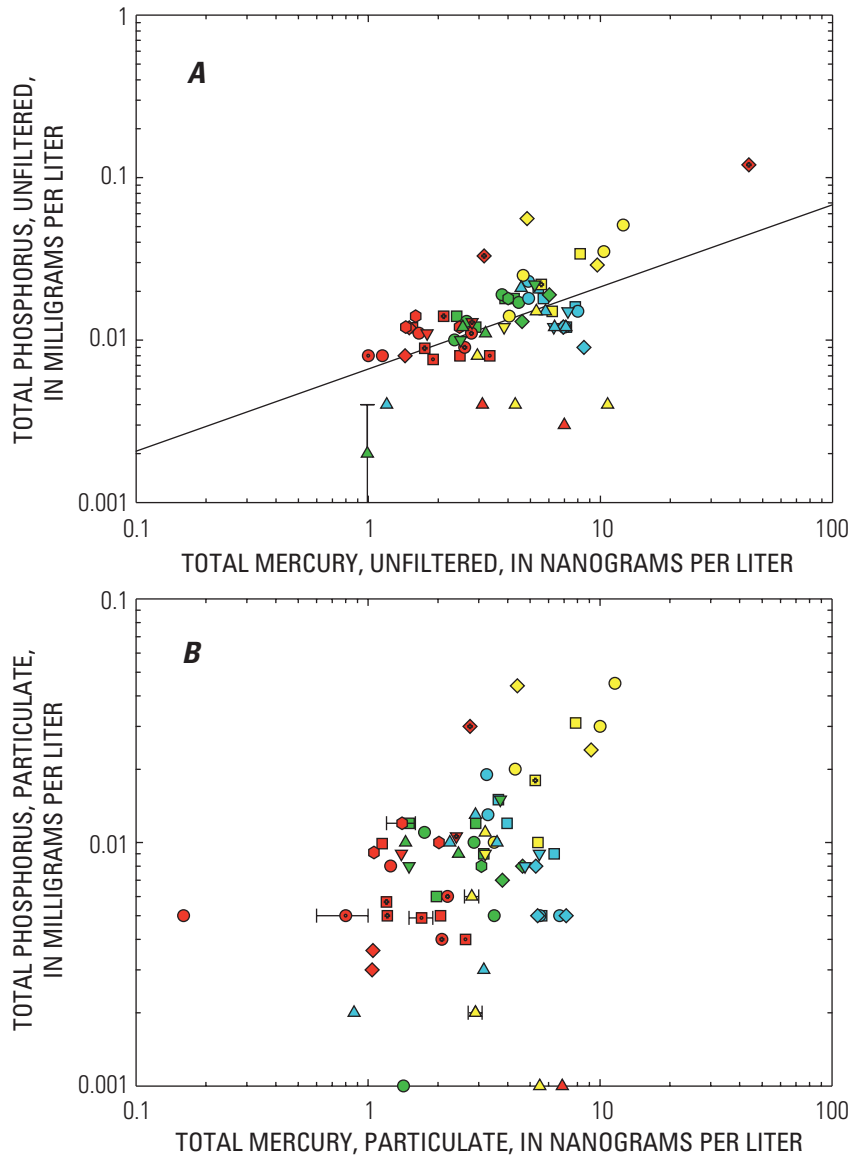 A
TOTAL PHOSPHORUS, UNFILTERED,
IN MILLIGRAMS PER LITER
1
0.1
0.01
0.001
0.1 1 10 100
TOTAL MERCURY, UNFILTERED, IN NANOGRAMS PER LITER
B
TOTAL PHOSPHORUS, PARTICULATE,
IN MILLIGRAMS PER LITER
0.1
0.01
0.001
0.1 1 10 100
TOTAL MERCURY, PARTICULATE, IN NANOGRAMS PER LITER